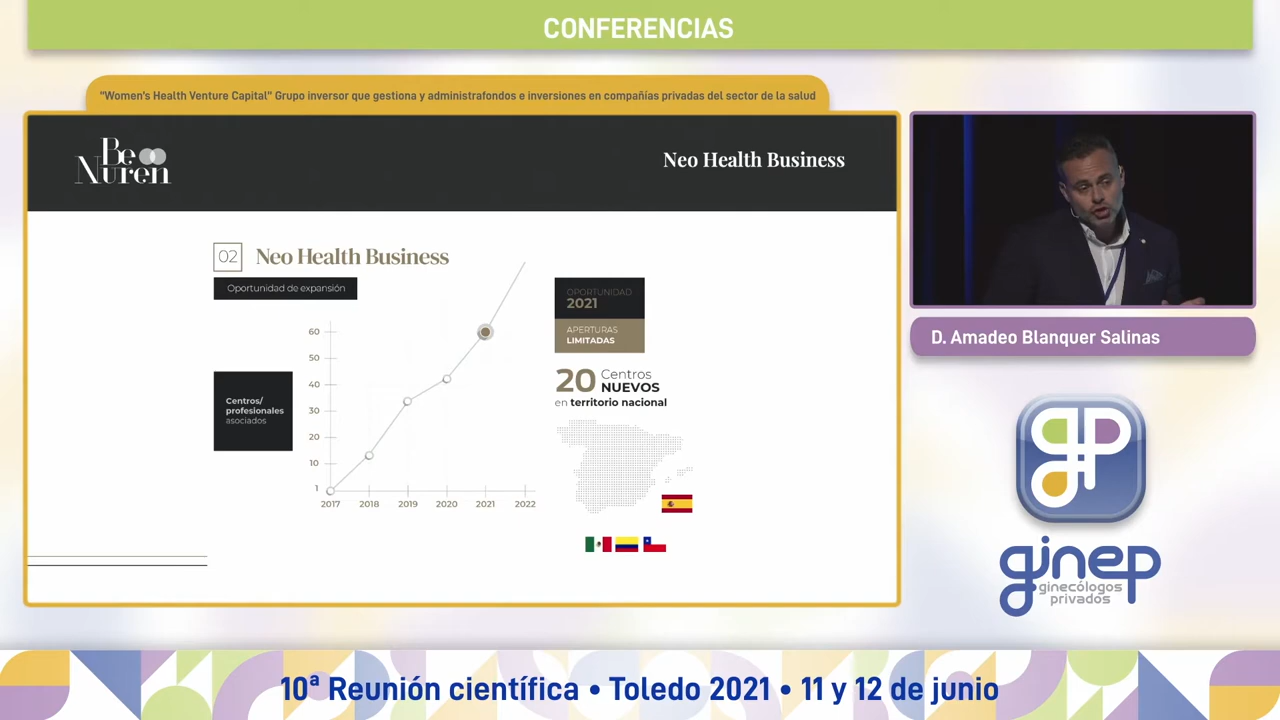 CONFERENCIAS
"Women's Health Venture Capital" Grupo inversor que gestiona y administrafondos e inversiones en compañías privadas del sector de la salud
Be
Nuren
Neo Health Business
02 Neo Health Business
Oportunidad de expansión
Centros/
profesionales
asociados
60
50
40
30
20
10
1
2017 2018 2019 2020 2021 2022
OPORTUNIDAD
2021
APERTURAS
LIMITADAS
20 Centros
NUEVOS
en territorio nacional
D. Amadeo Blanquer Salinas
ginep
ginecólogos
privados
10ª Reunión científica • Toledo 2021 • 11 y 12 de junio